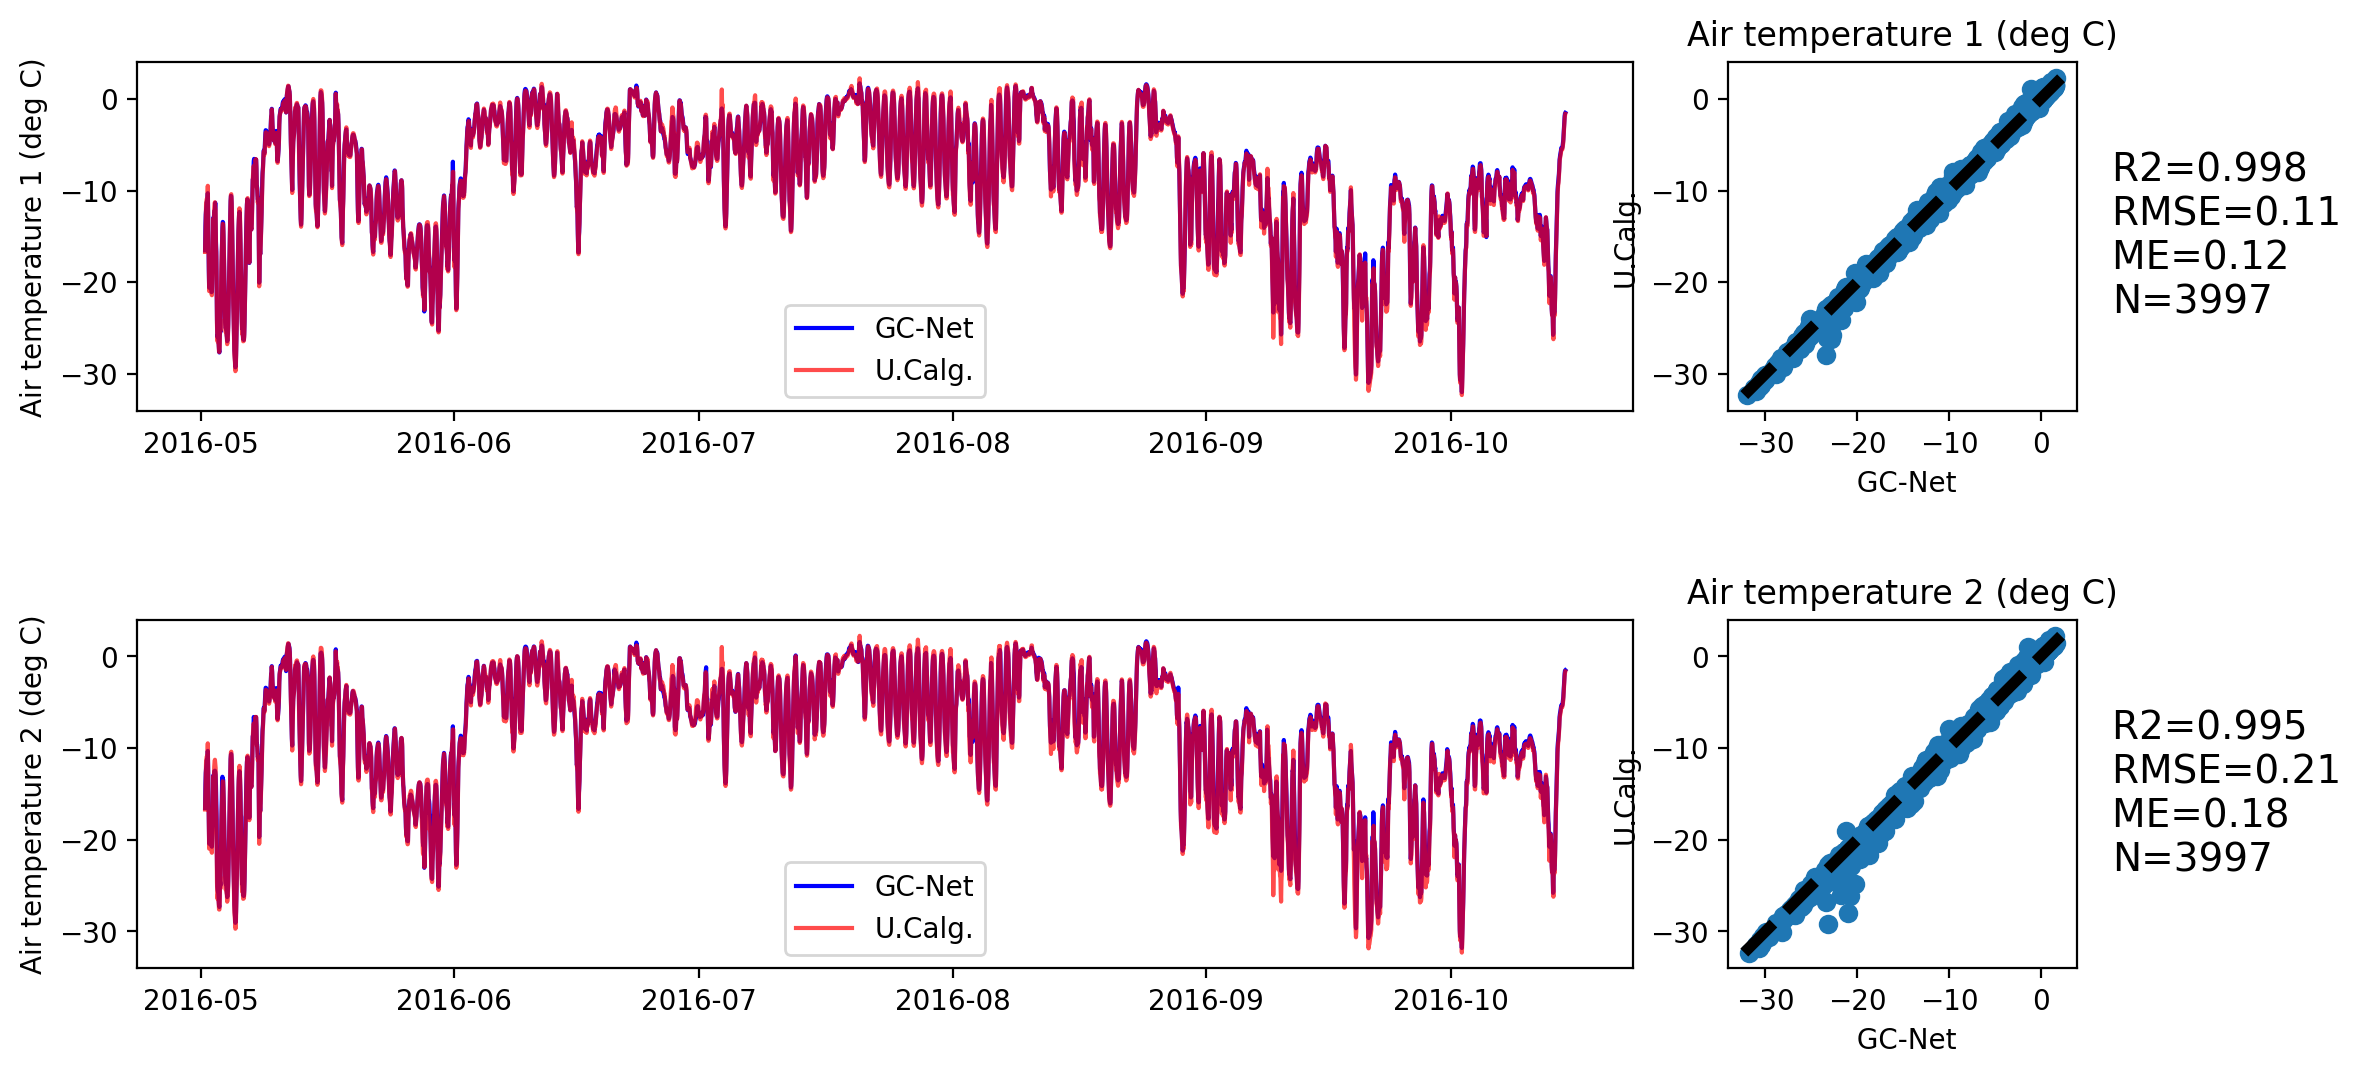 Air temperature 1 (deg C)
0
−10
−20
−30
2016-05 2016-06 2016-07 2016-08 2016-09 2016-10
GC-Net
U.Calg.
Air temperature 1 (deg C)
U.Calg.
0
−10
−20
−30
−30 −20 −10 0
GC-Net
R2=0.998
RMSE=0.11
ME=0.12
N=3997
Air temperature 2 (deg C)
0
−10
−20
−30
2016-05 2016-06 2016-07 2016-08 2016-09 2016-10
GC-Net
U.Calg.
Air temperature 2 (deg C)
U.Calg.
0
−10
−20
−30
−30 −20 −10 0
GC-Net
R2=0.995
RMSE=0.21
ME=0.18
N=3997